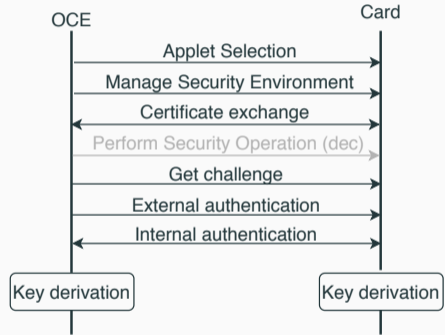 OCE
Card
Applet Selection
Manage Security Environment
Certificate exchange
Perform Security Operation (dec)
Get challenge
External authentication
Internal authentication
Key derivation
Key derivation